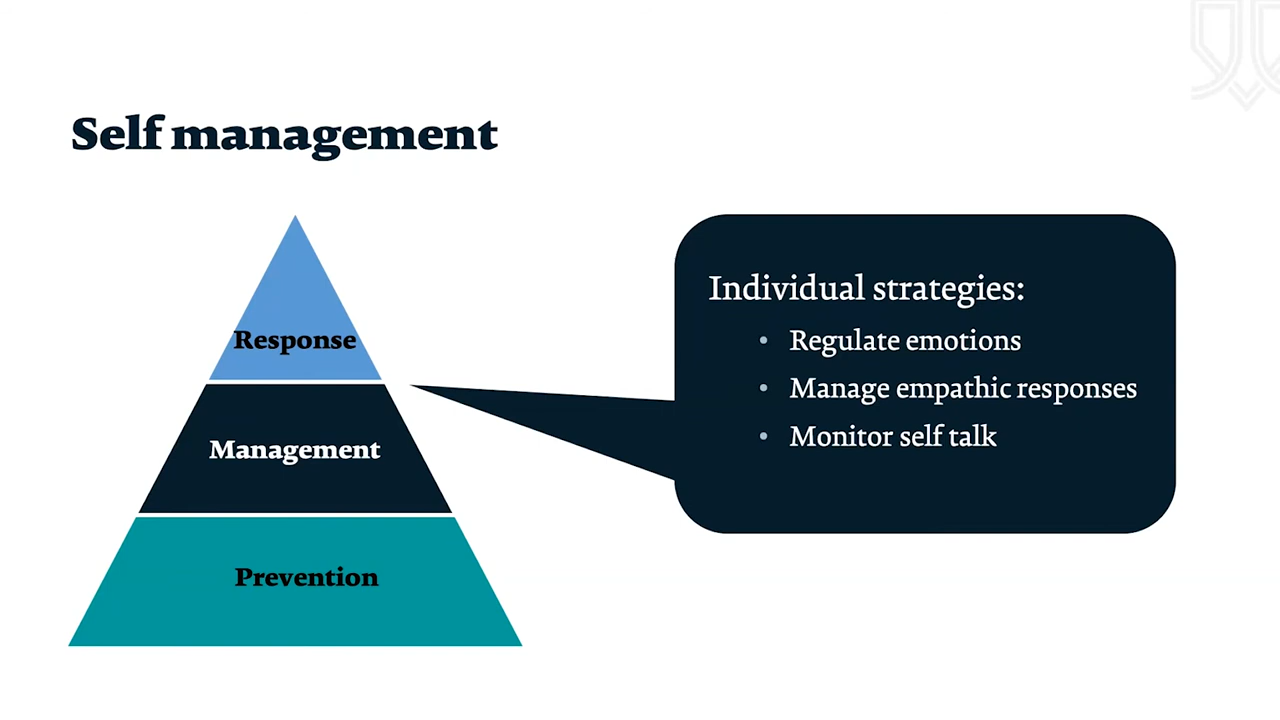 Self management
Response
Management
Prevention
Individual strategies:
• Regulate emotions
• Manage empathic responses
• Monitor self talk